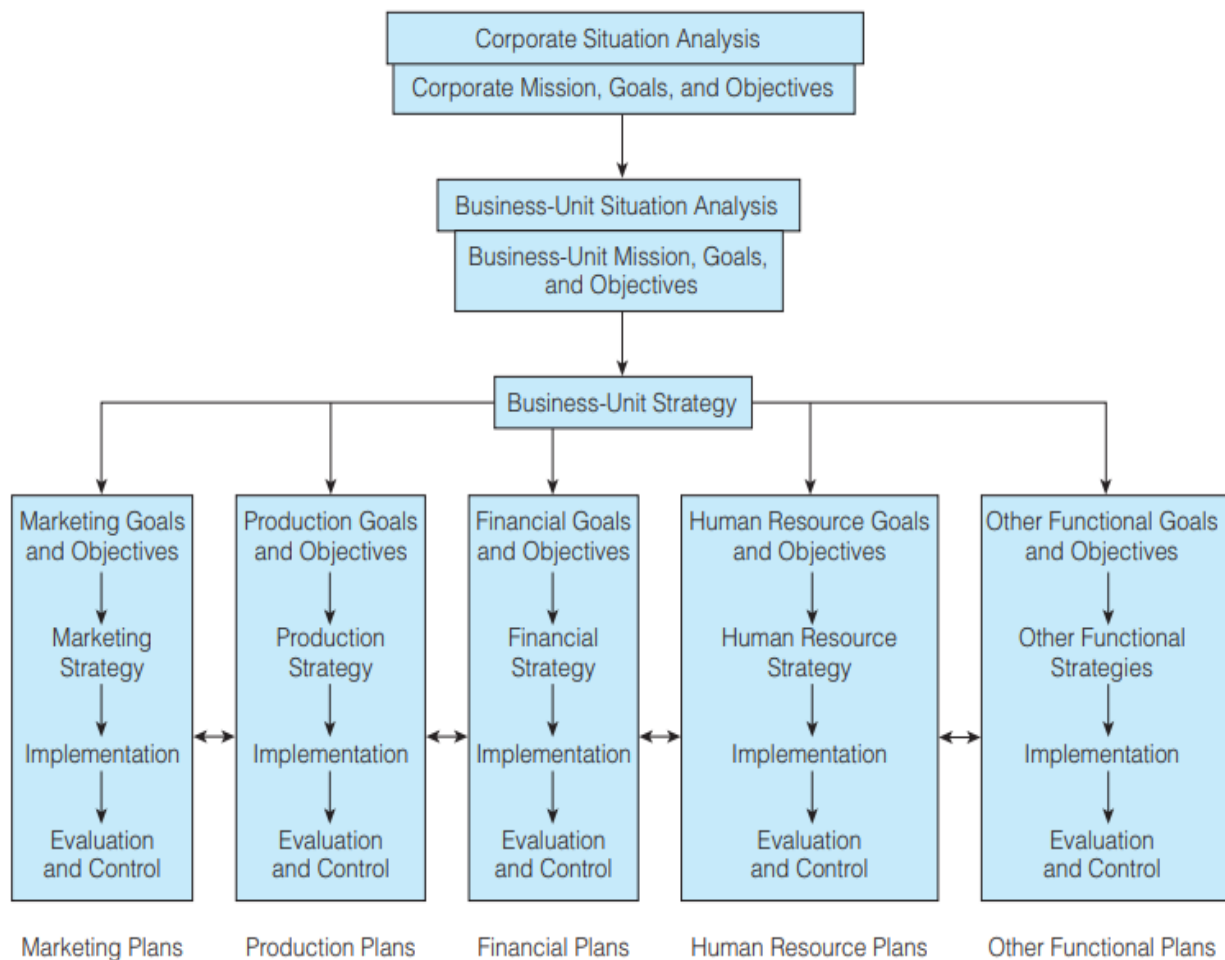 Corporate Situation Analysis
Corporate Mission, Goals, and Objectives
Business-Unit Situation Analysis
Business-Unit Mission, Goals,
and Objectives
Business-Unit Strategy
Marketing Goals
and Objectives
Marketing
Strategy
Implementation
Evaluation
and Control
Marketing Plans
Production Goals
and Objectives
Production
Strategy
Implementation
Evaluation
and Control
Production Plans
Financial Goals
and Objectives
Financial
Strategy
Implementation
Evaluation
and Control
Financial Plans
Human Resource Goals
and Objectives
Human Resource
Strategy
Implementation
Evaluation
and Control
Human Resource Plans
Other Functional Goals
and Objectives
Other Functional
Strategies
Implementation
Evaluation
and Control
Other Functional Plans